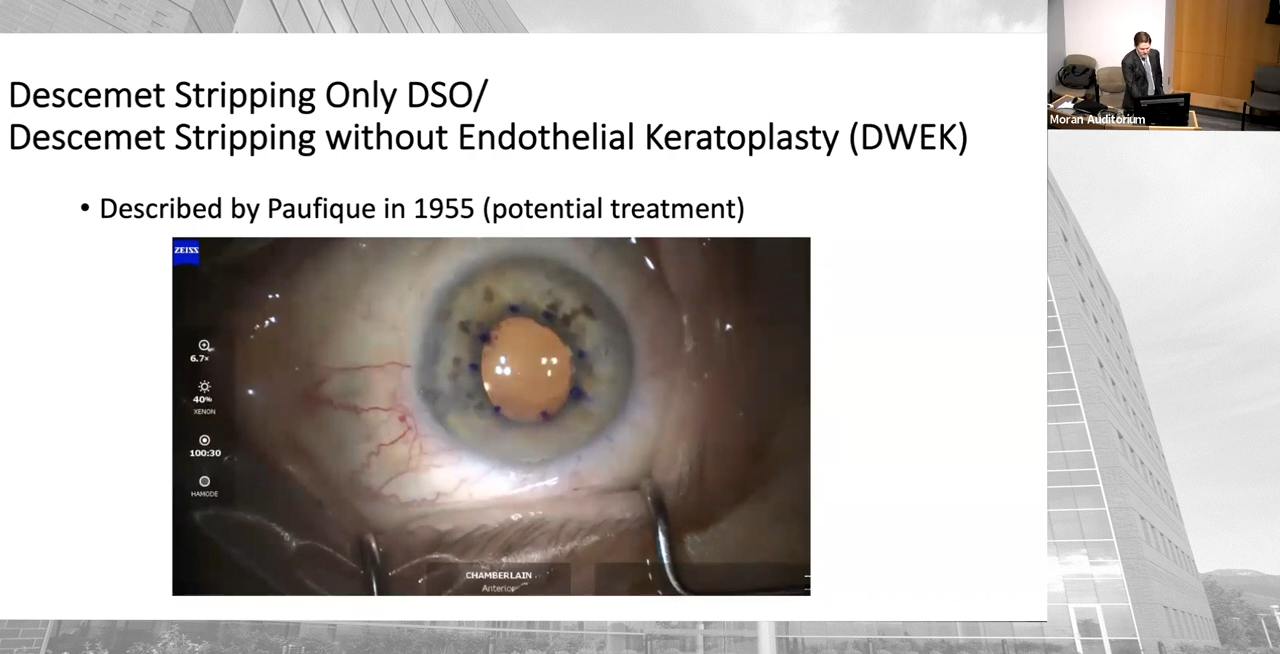 Descemet Stripping Only DSO/
Descemet Stripping without Endothelial Keratoplasty (DWEK)
• Described by Paufique in 1955 (potential treatment)
ZEISS
6.7x
40%
XENON
100:30
HAMODE
CHAMBERLAIN
Anterior
Moran Auditorium